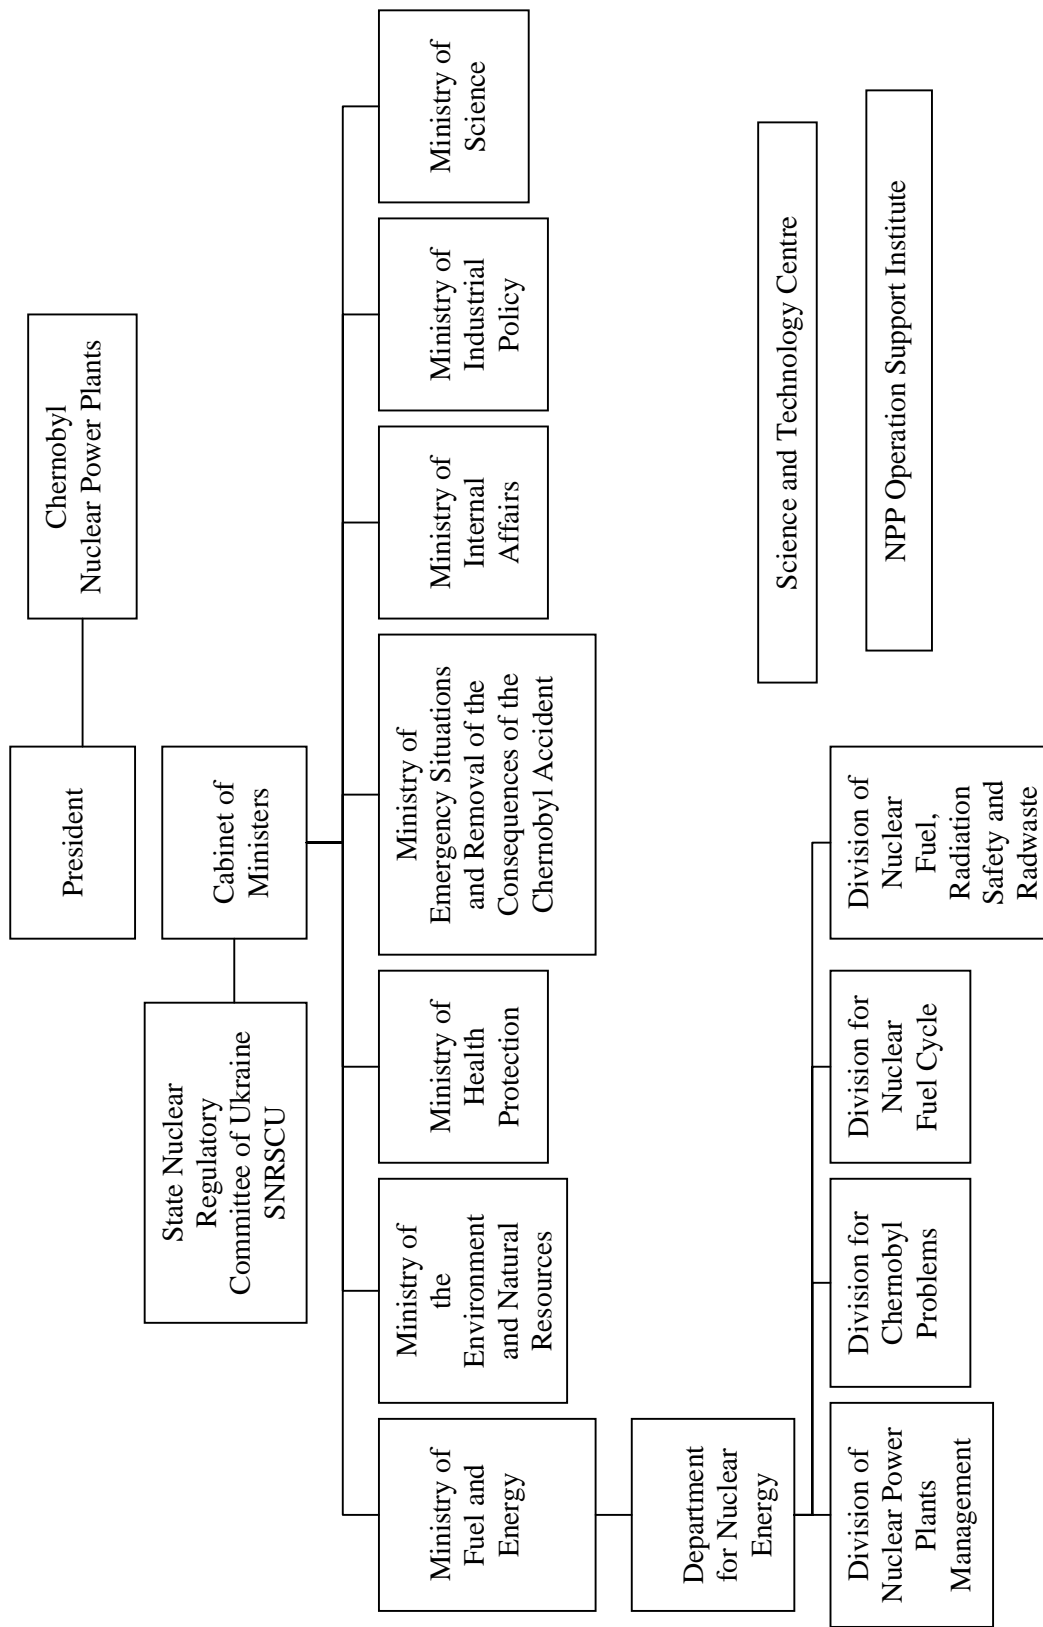 President
Chernobyl
Nuclear Power Plants
State Nuclear
Regulatory
Committee of Ukraine
SNRSCU
Cabinet of
Ministers
Ministry of
Fuel and
Energy
Ministry of
the
Environment
and Natural
Resources
Ministry of
Health
Protection
Ministry of
Emergency Situations
and Removal of the
Consequences of the
Chernobyl Accident
Ministry of
Internal
Affairs
Ministry of
Industrial
Policy
Ministry of
Science
Department
for Nuclear
Energy
Science and Technology Centre
Division of
Nuclear Power
Plants
Management
Division for
Chernobyl
Problems
Division for
Nuclear
Fuel Cycle
Division of
Nuclear
Fuel,
Radiation
Safety and
Radwaste
NPP Operation Support Institute